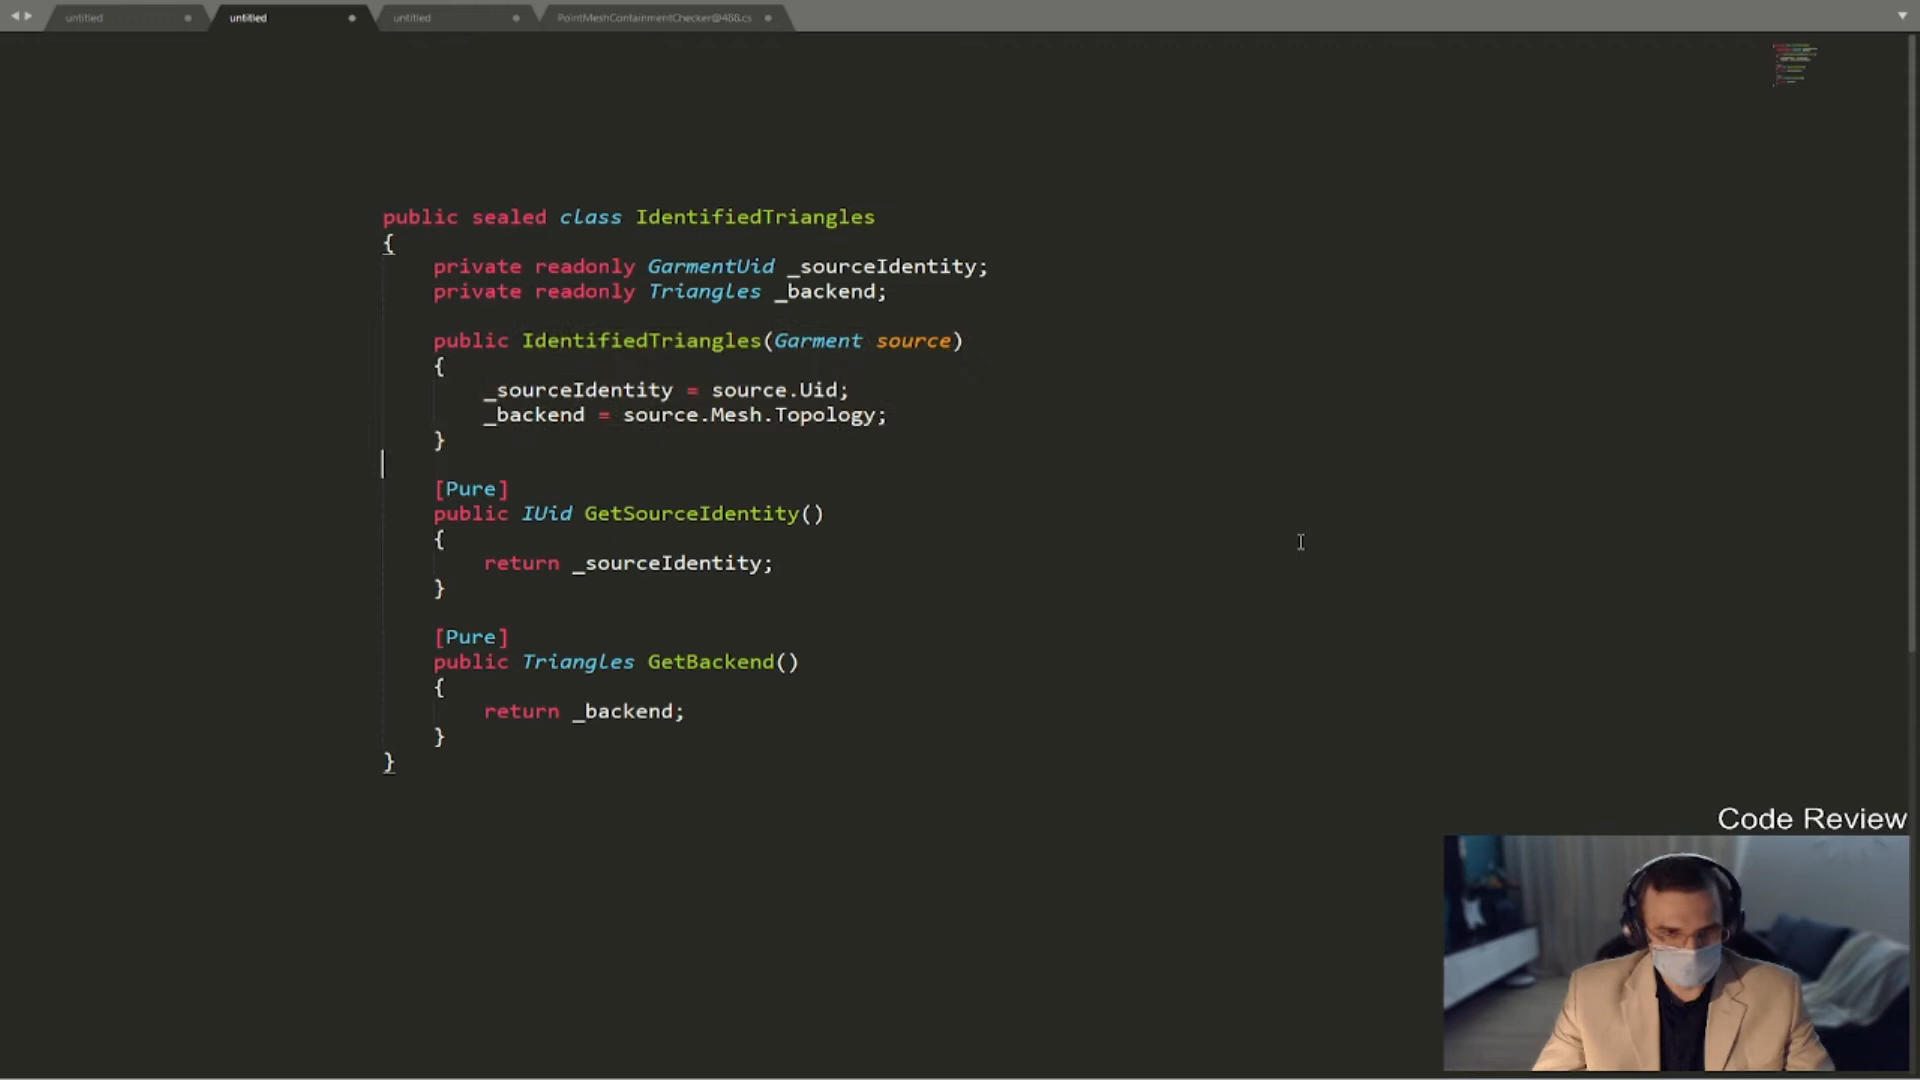 untitled
untitled
untitled
PointMeshContainmentChecker@488.cs
public sealed class IdentifiedTriangles
{
private readonly GarmentUid _sourceIdentity;
private readonly Triangles _backend;
public IdentifiedTriangles(Garment source)
{
_sourceIdentity = source.Uid;
_backend = source.Mesh.Topology;
}
[Pure]
public IUid GetSourceIdentity()
{
return _sourceIdentity;
}
[Pure]
public Triangles GetBackend()
{
return _backend;
}
}
Code Review